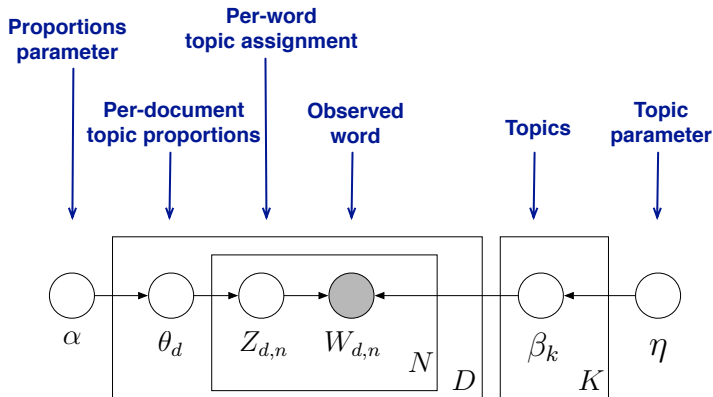 Proportions
parameter
Per-word
topic assignment
Per-document
topic proportions
Observed
word
Topics
Topic
parameter
α
θ_d
Z_{d,n}
W_{d,n}
N
D
β_k
K
η